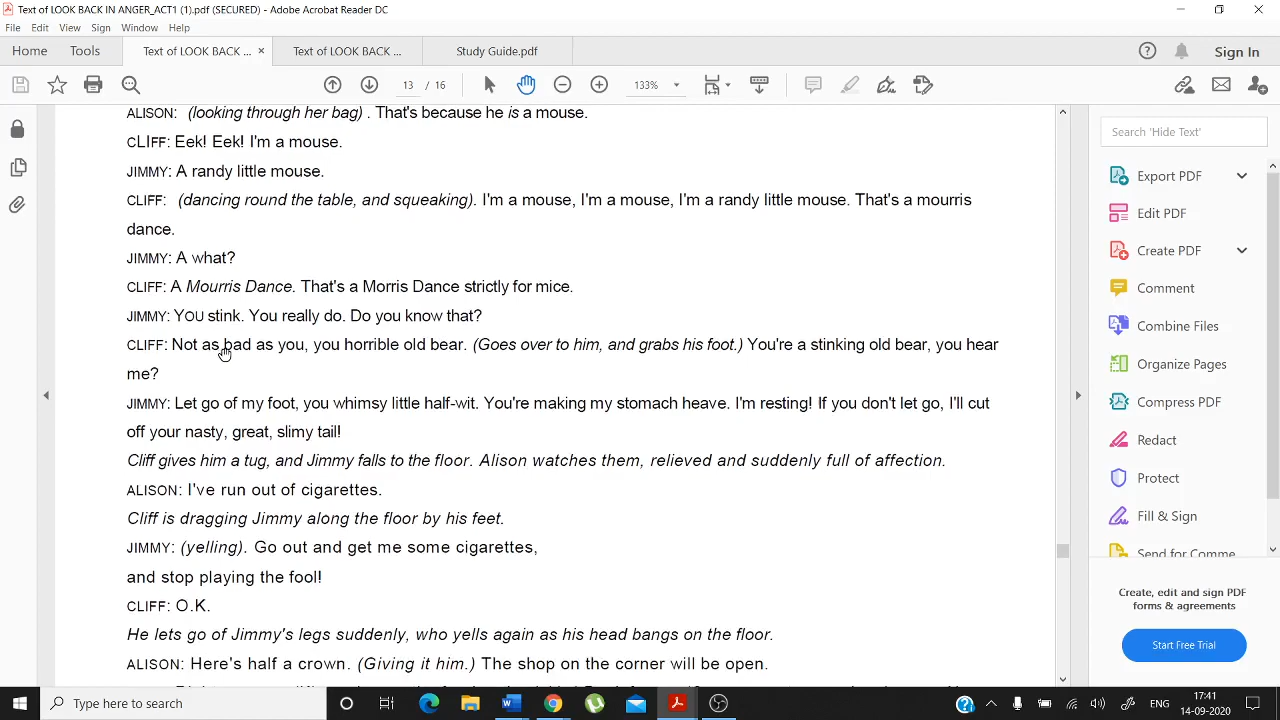 Text of LOOK BACK IN ANGER_ACT1 (1).pdf (SECURED) - Adobe Acrobat Reader DC
File Edit View Sign Window Help
Home Tools Text of LOOK BACK ... × Text of LOOK BACK ... Study Guide.pdf Sign In
13 / 16 133%
ALISON: (looking through her bag) . That's because he is a mouse.
CLIFF: Eek! Eek! I'm a mouse.
JIMMY: A randy little mouse.
CLIFF: (dancing round the table, and squeaking). I'm a mouse, I'm a mouse, I'm a randy little mouse. That's a mourris
dance.
JIMMY: A what?
CLIFF: A Mourris Dance. That's a Morris Dance strictly for mice.
JIMMY: YOU stink. You really do. Do you know that?
CLIFF: Not as bad as you, you horrible old bear. (Goes over to him, and grabs his foot.) You're a stinking old bear, you hear
me?
JIMMY: Let go of my foot, you whimsy little half-wit. You're making my stomach heave. I'm resting! If you don't let go, I'll cut
off your nasty, great, slimy tail!
Cliff gives him a tug, and Jimmy falls to the floor. Alison watches them, relieved and suddenly full of affection.
ALISON: I've run out of cigarettes.
Cliff is dragging Jimmy along the floor by his feet.
JIMMY: (yelling). Go out and get me some cigarettes,
and stop playing the fool!
CLIFF: O.K.
He lets go of Jimmy's legs suddenly, who yells again as his head bangs on the floor.
ALISON: Here's half a crown. (Giving it him.) The shop on the corner will be open.
Search 'Hide Text'
Export PDF
Edit PDF
Create PDF
Comment
Combine Files
Organize Pages
Compress PDF
Redact
Protect
Fill & Sign
Send for Comme
Create, edit and sign PDF
forms & agreements
Start Free Trial
Type here to search
ENG
17:41
14-09-2020